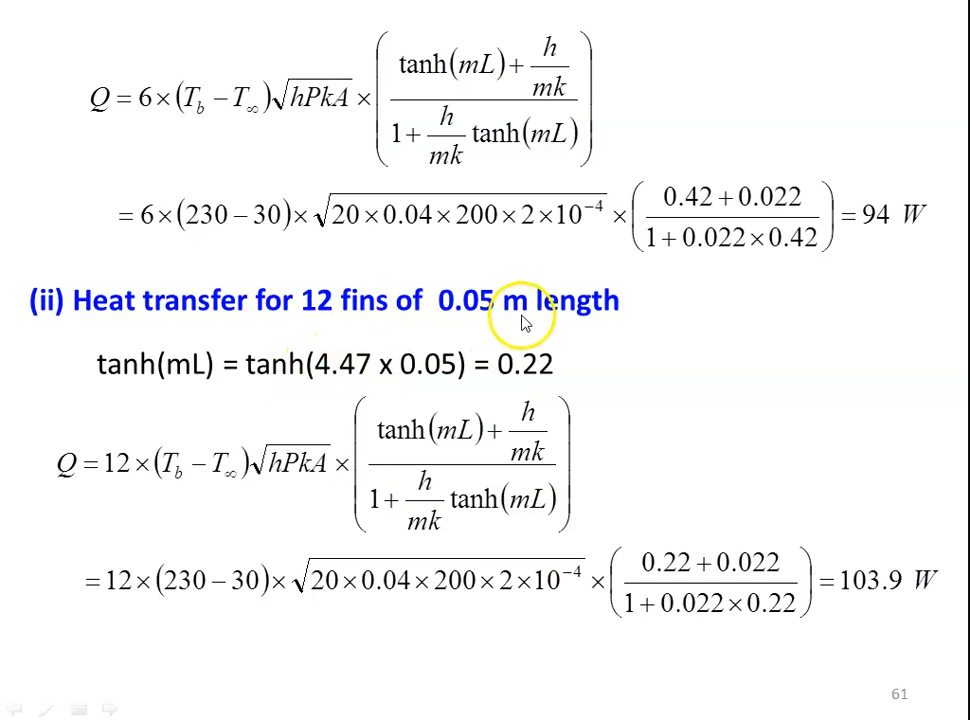 Q = 6 × (T_b − T_∞)√hPkA × ( (tanh(mL) + h/mk) / (1 + h/mk tanh(mL)) )
= 6 × (230 − 30) × √20 × 0.04 × 200 × 2 × 10⁻⁴ × ( (0.42 + 0.022) / (1 + 0.022 × 0.42) ) = 94 W
(ii) Heat transfer for 12 fins of 0.05 m length
tanh(mL) = tanh(4.47 x 0.05) = 0.22
Q = 12 × (T_b − T_∞)√hPkA × ( (tanh(mL) + h/mk) / (1 + h/mk tanh(mL)) )
= 12 × (230 − 30) × √20 × 0.04 × 200 × 2 × 10⁻⁴ × ( (0.22 + 0.022) / (1 + 0.022 × 0.22) ) = 103.9 W
61